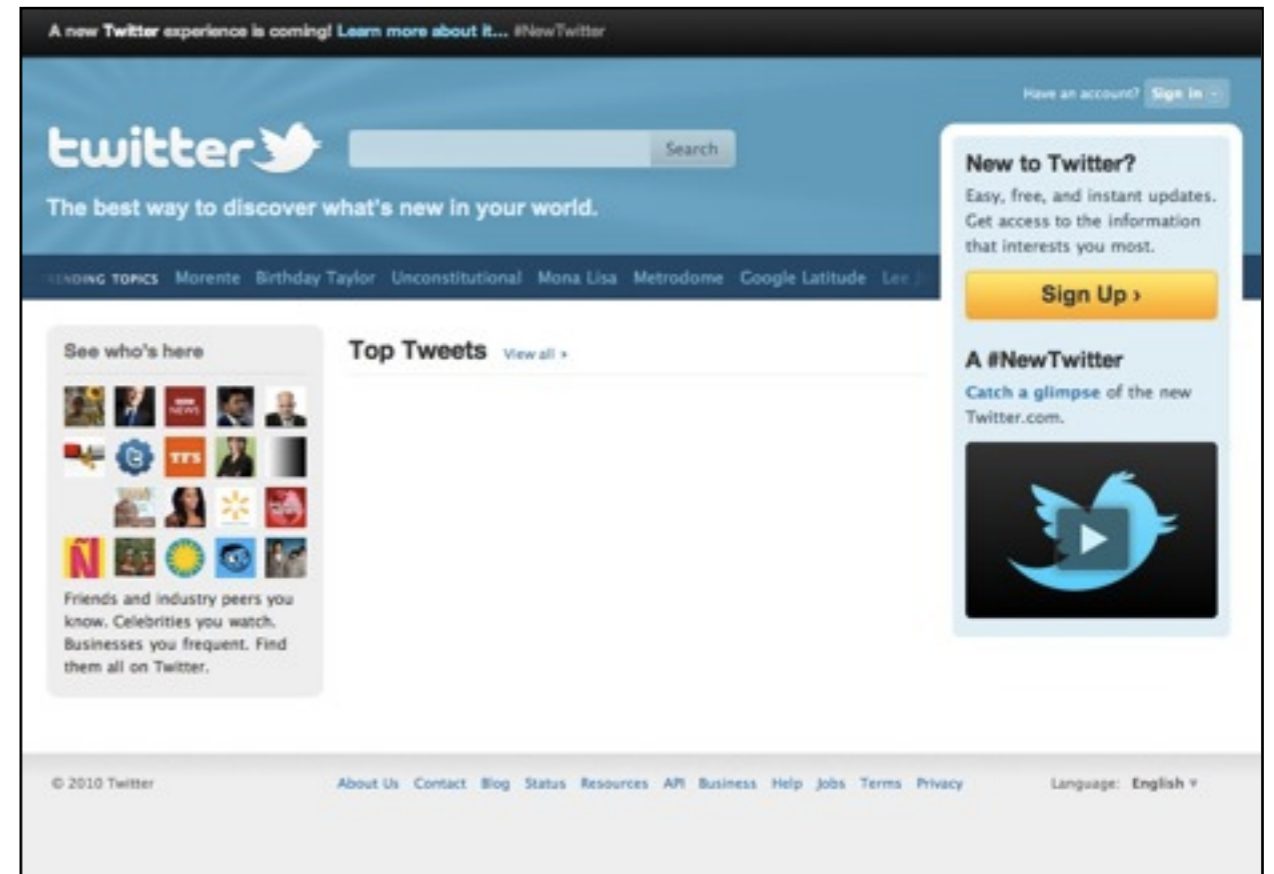 A new Twitter experience is coming! Learn more about it... #NewTwitter
Have an account? Sign in
twitter
Search
The best way to discover what's new in your world.
TRENDING TOPICS Morente Birthday Taylor Unconstitutional Mona Lisa Metrodome Google Latitude Lee
New to Twitter?
Easy, free, and instant updates.
Get access to the information
that interests you most.
Sign Up ›
A #NewTwitter
Catch a glimpse of the new
Twitter.com.
See who's here
NEWS
TFS
Ñ
Friends and industry peers you
know. Celebrities you watch.
Businesses you frequent. Find
them all on Twitter.
Top Tweets View all ›
© 2010 Twitter
About Us Contact Blog Status Resources API Business Help Jobs Terms Privacy
Language: English